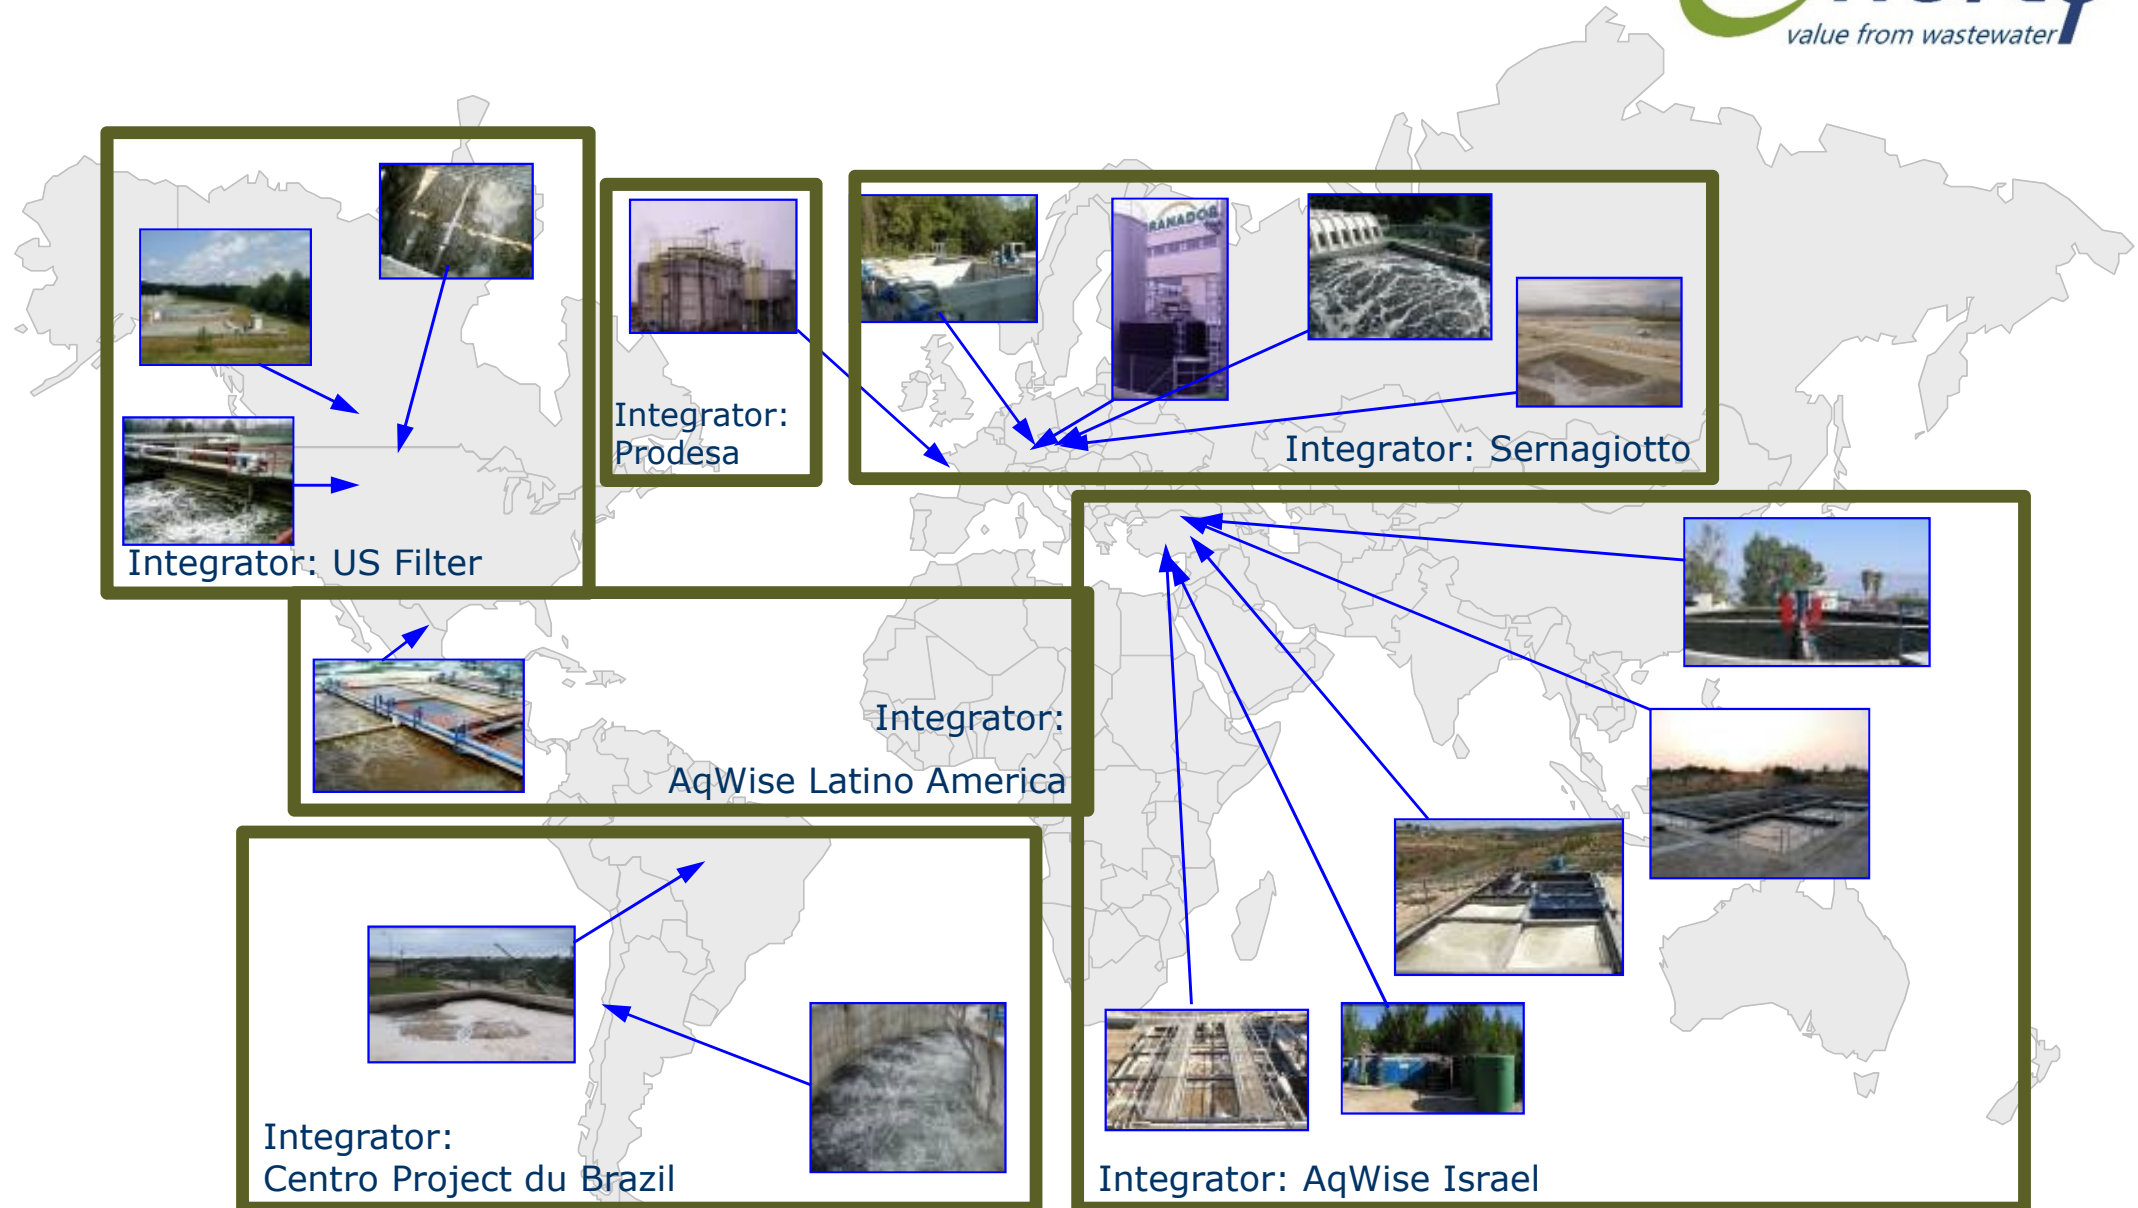 value from wastewater
RANADOR
Integrator:
Prodesa
Integrator: Sernagiotto
Integrator: US Filter
Integrator:
AqWise Latino America
Integrator:
Centro Project du Brazil
Integrator: AqWise Israel